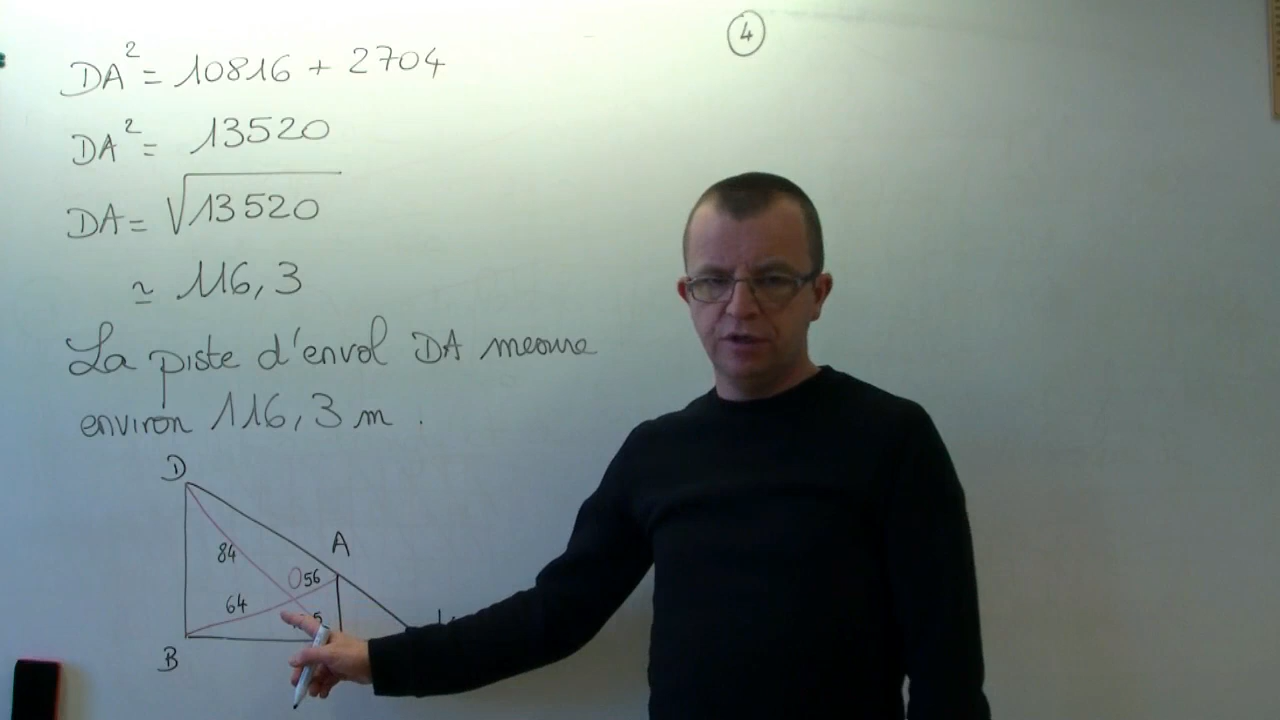 4
DA² = 10816 + 2704
DA² = 13520
DA = √13520
≃ 116,3
La piste d'envol DA mesure
environ 116,3 m.
D
A
84
O 56
64
B